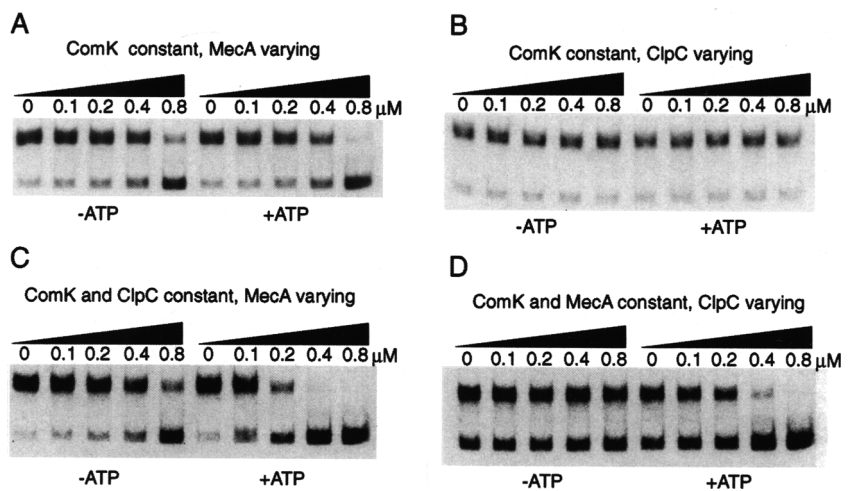 A
ComK constant, MecA varying
0 0.1 0.2 0.4 0.8 0 0.1 0.2 0.4 0.8 μM
-ATP +ATP
B
ComK constant, ClpC varying
0 0.1 0.2 0.4 0.8 0 0.1 0.2 0.4 0.8 μM
-ATP +ATP
C
ComK and ClpC constant, MecA varying
0 0.1 0.2 0.4 0.8 0 0.1 0.2 0.4 0.8 μM
-ATP +ATP
D
ComK and MecA constant, ClpC varying
0 0.1 0.2 0.4 0.8 0 0.1 0.2 0.4 0.8 μM
-ATP +ATP